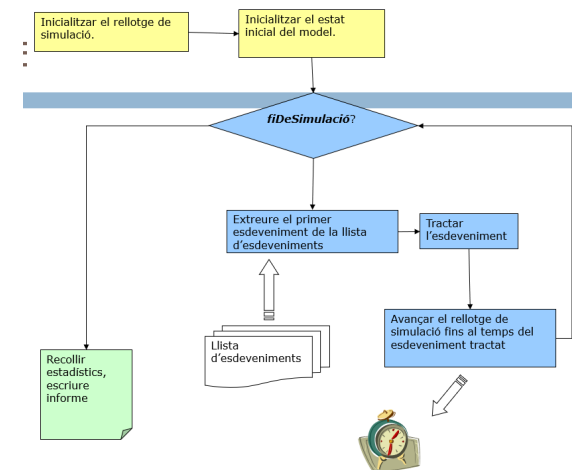 Inicialitzar el rellotge de
simulació.
Inicialitzar el estat
inicial del model.
fiDeSimulació?
Extreure el primer
esdeveniment de la llista
d'esdeveniments
Tractar
l'esdeveniment
Avançar el rellotge de
simulació fins al temps del
esdeveniment tractat
Llista
d'esdeveniments
Recollir
estadístics,
escriure
informe